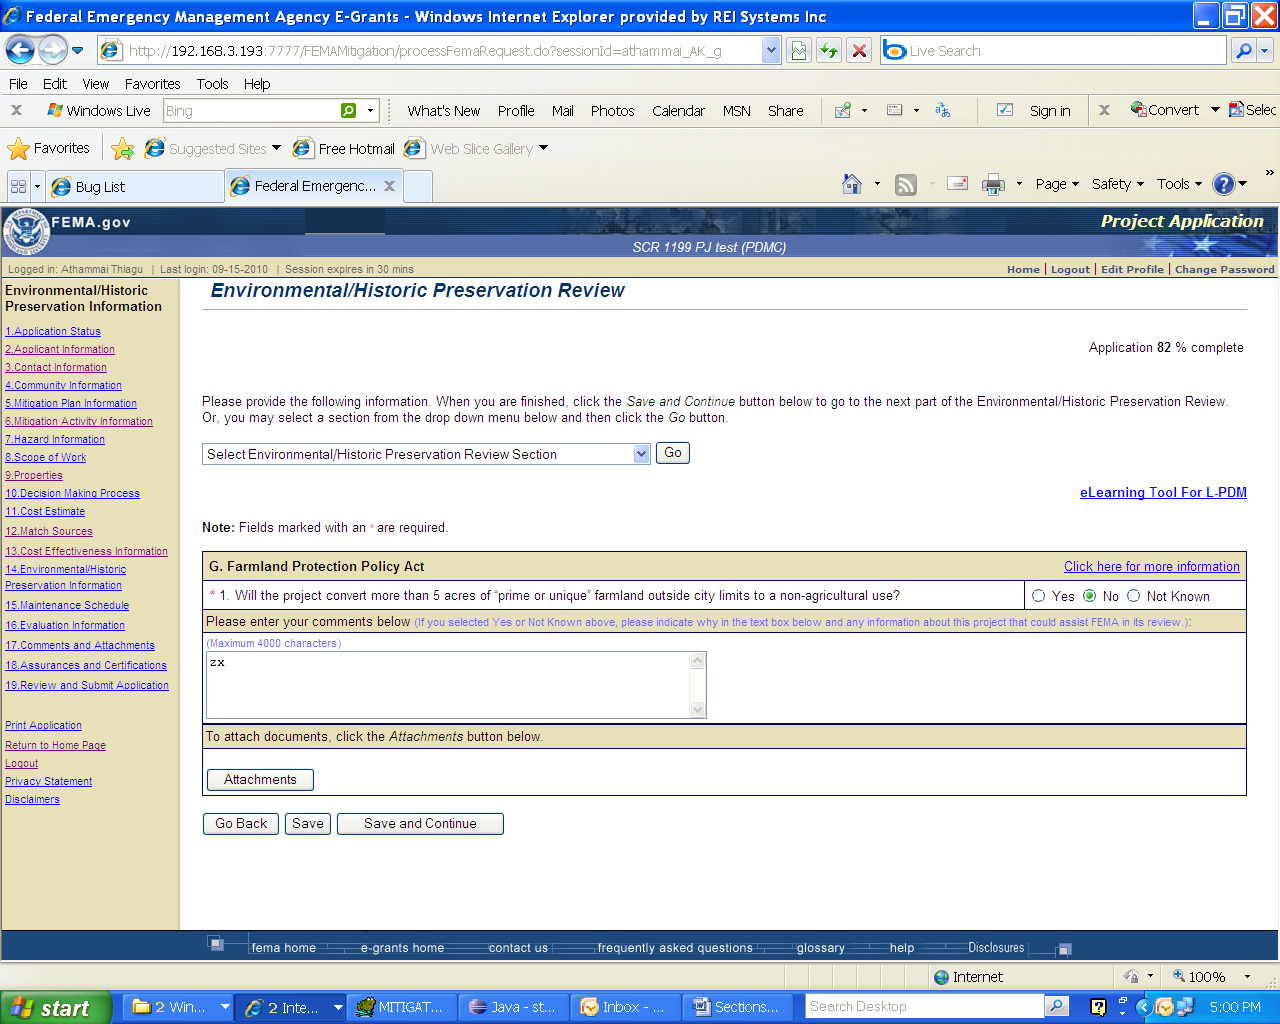 Federal Emergency Management Agency E-Grants - Windows Internet Explorer provided by REI Systems Inc
http://192.168.3.193:7777/FEMAMitigation/processFemaRequest.do?sessionId=athammai_AK_g
Live Search
File Edit View Favorites Tools Help
x Windows Live Bing What's New Profile Mail Photos Calendar MSN Share Sign in x Convert Selec
Favorites Suggested Sites Free Hotmail Web Slice Gallery
Bug List Federal Emergenc... Page Safety Tools
FEMA.gov Project Application
SCR 1199 PJ test (PDMC)
Logged in: Athammai Thiagu | Last login: 09-15-2010 | Session expires in 30 mins Home | Logout | Edit Profile | Change Password
Environmental/Historic
Preservation Information
1.Application Status
2.Applicant Information
3.Contact Information
4.Community Information
5.Mitigation Plan Information
6.Mitigation Activity Information
7.Hazard Information
8.Scope of Work
9.Properties
10.Decision Making Process
11.Cost Estimate
12.Match Sources
13.Cost Effectiveness Information
14.Environmental/Historic
Preservation Information
15.Maintenance Schedule
16.Evaluation Information
17.Comments and Attachments
18.Assurances and Certifications
19.Review and Submit Application
Print Application
Return to Home Page
Logout
Privacy Statement
Disclaimers
Environmental/Historic Preservation Review
Application 82 % complete
Please provide the following information. When you are finished, click the Save and Continue button below to go to the next part of the Environmental/Historic Preservation Review.
Or, you may select a section from the drop down menu below and then click the Go button.
Select Environmental/Historic Preservation Review Section Go
eLearning Tool For L-PDM
Note: Fields marked with an * are required.
G. Farmland Protection Policy Act Click here for more information
* 1. Will the project convert more than 5 acres of “prime or unique” farmland outside city limits to a non-agricultural use? Yes No Not Known
Please enter your comments below (If you selected Yes or Not Known above, please indicate why in the text box below and any information about this project that could assist FEMA in its review.):
(Maximum 4000 characters)
zx
To attach documents, click the Attachments button below.
Attachments
Go Back Save Save and Continue
fema home e-grants home contact us frequently asked questions glossary help Disclosures
Internet 100%
start 2 Win... 2 Inte... MITIGAT... Java - st... Inbox - ... Sections... Search Desktop 5:00 PM